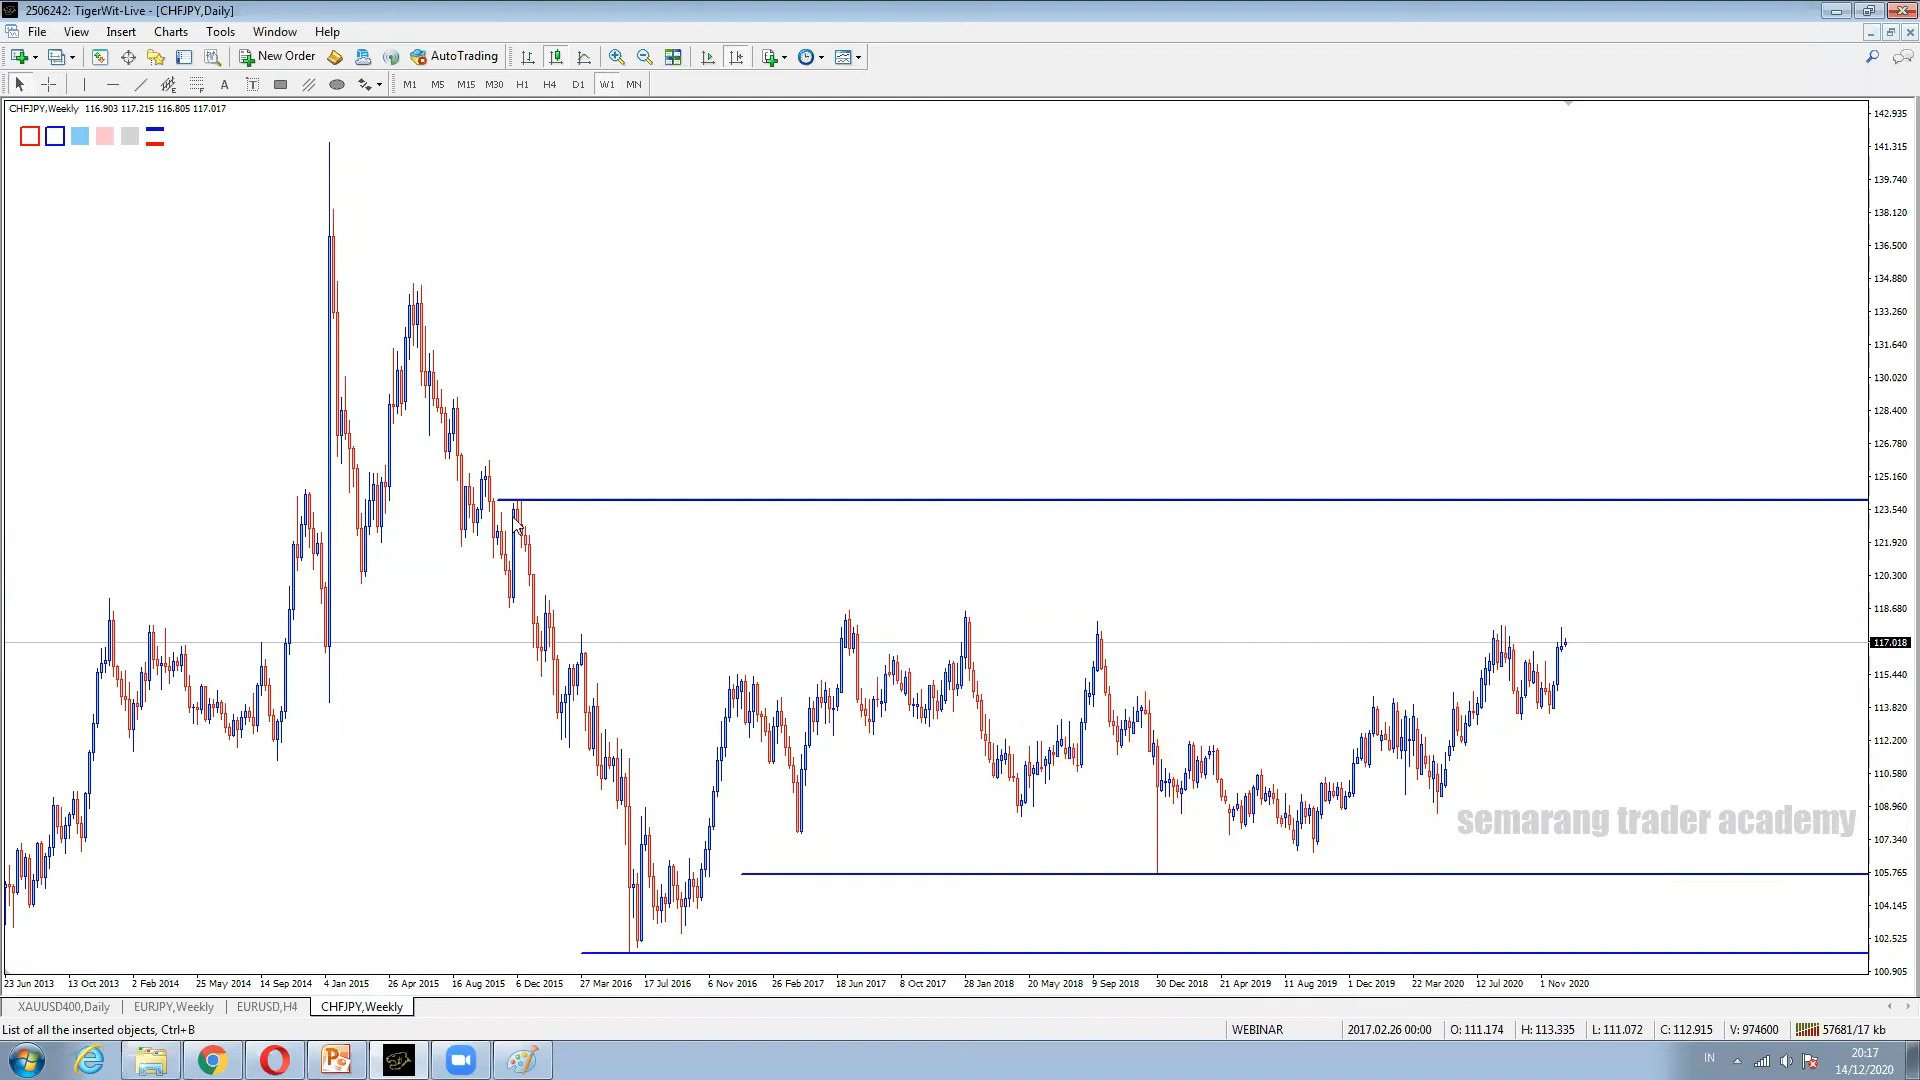 2506242: TigerWit-Live - [CHFJPY,Daily]
File View Insert Charts Tools Window Help
New Order AutoTrading
A T M1 M5 M15 M30 H1 H4 D1 W1 MN
CHFJPY,Weekly 116.903 117.215 116.805 117.017
142.935
141.315
139.740
138.120
136.500
134.880
133.260
131.640
130.020
128.400
126.780
125.160
123.540
121.920
120.300
118.680
117.018
115.440
113.820
112.200
110.580
108.960
semarang trader academy
107.340
105.765
104.145
102.525
100.905
23 Jun 2013 13 Oct 2013 2 Feb 2014 25 May 2014 14 Sep 2014 4 Jan 2015 26 Apr 2015 16 Aug 2015 6 Dec 2015 27 Mar 2016 17 Jul 2016 6 Nov 2016 26 Feb 2017 18 Jun 2017 8 Oct 2017 28 Jan 2018 20 May 2018 9 Sep 2018 30 Dec 2018 21 Apr 2019 11 Aug 2019 1 Dec 2019 22 Mar 2020 12 Jul 2020 1 Nov 2020
XAUUSD400,Daily EURJPY,Weekly EURUSD,H4 CHFJPY,Weekly
List of all the inserted objects, Ctrl+B WEBINAR 2017.02.26 00:00 O: 111.174 H: 113.335 L: 111.072 C: 112.915 V: 974600 57681/17 kb
IN 20:17
14/12/2020